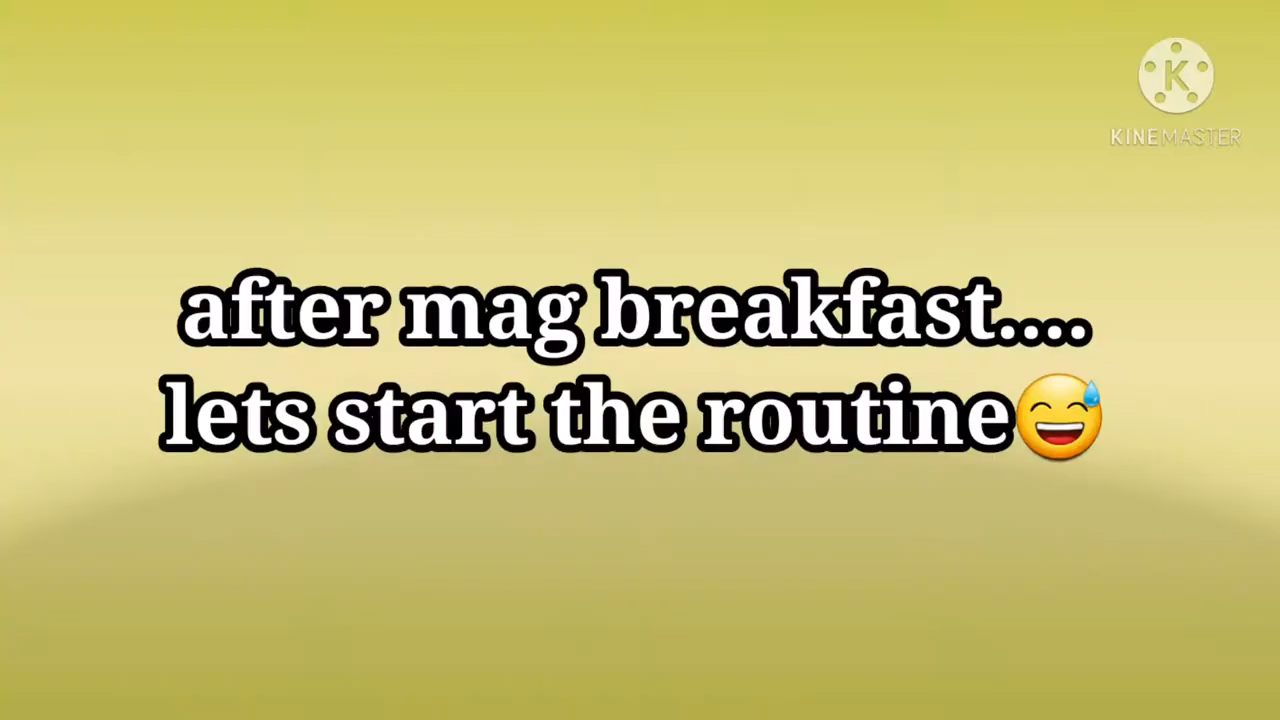 K
KINEMASTER
after mag breakfast....
lets start the routine😅